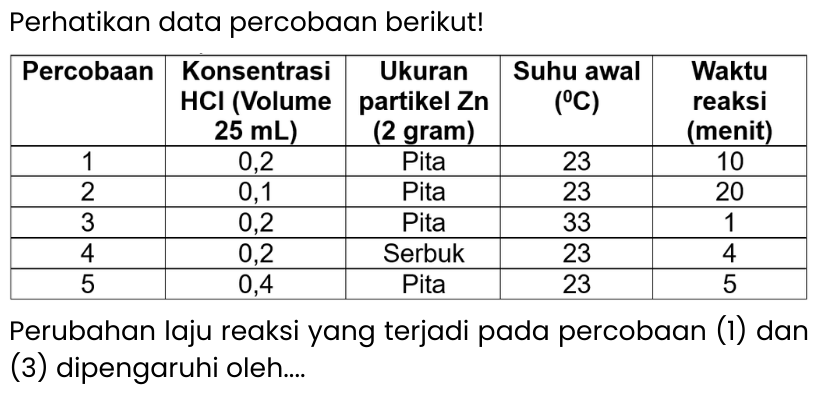 Perhatikan data percobaan berikut!
Percobaan Konsentrasi HCl (Volume 25 mL) Ukuran partikel Zn (2 gram) Suhu awal (⁰C) Waktu reaksi (menit)
1 0,2 Pita 23 10
2 0,1 Pita 23 20
3 0,2 Pita 33 1
4 0,2 Serbuk 23 4
5 0,4 Pita 23 5
Perubahan laju reaksi yang terjadi pada percobaan (1) dan
(3) dipengaruhi oleh....